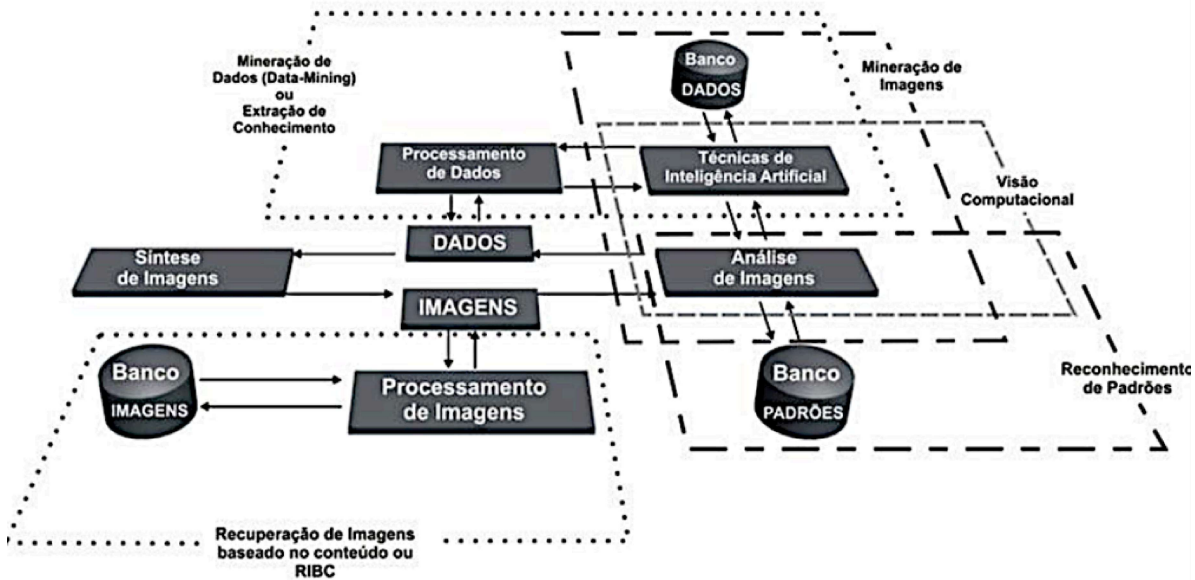 Mineração de
Dados (Data-Mining)
ou
Extração de
Conhecimento
Banco
DADOS
Mineração de
Imagens
Processamento
de Dados
Técnicas de
Inteligência Artificial
Visão
Computacional
DADOS
Síntese
de Imagens
Análise
de Imagens
IMAGENS
Banco
IMAGENS
Processamento
de Imagens
Banco
PADRÕES
Reconhecimento
de Padrões
Recuperação de Imagens
baseado no conteúdo ou
RIBC